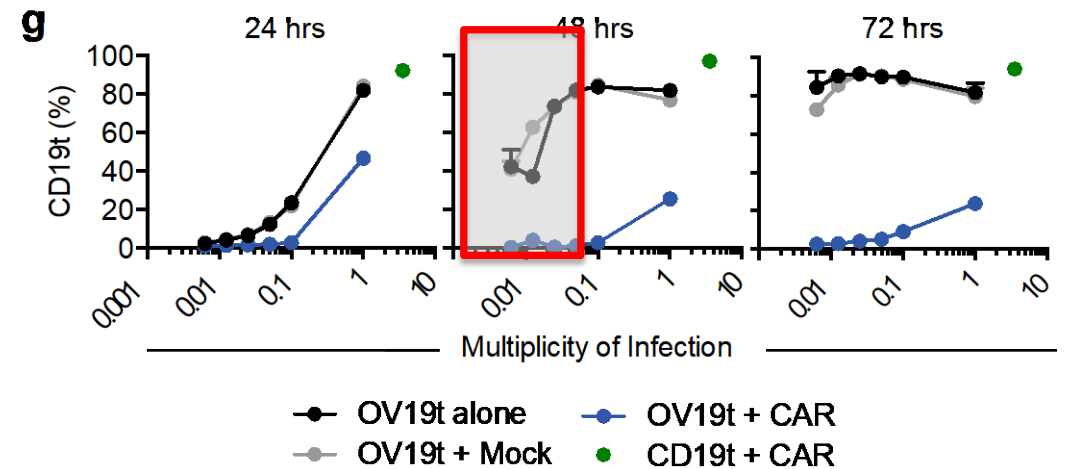 g
24 hrs 48 hrs 72 hrs
CD19t (%)
100
80
60
40
20
0
0.001 0.01 0.1 1 10 0.01 0.1 1 10 0.01 0.1 1 10
Multiplicity of Infection
OV19t alone OV19t + CAR
OV19t + Mock CD19t + CAR